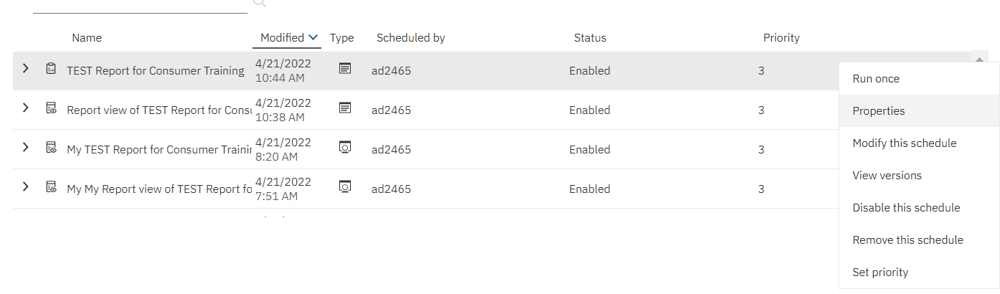 Name Modified Type Scheduled by Status Priority
TEST Report for Consumer Training 4/21/2022 10:44 AM ad2465 Enabled 3
Report view of TEST Report for 4/21/2022 10:38 AM ad2465 Enabled 3
My TEST Report for Consumer 4/21/2022 8:20 AM ad2465 Enabled 3
My My Report view of TEST Report 4/21/2022 7:51 AM ad2465 Enabled 3
Run once
Properties
Modify this schedule
View versions
Disable this schedule
Remove this schedule
Set priority